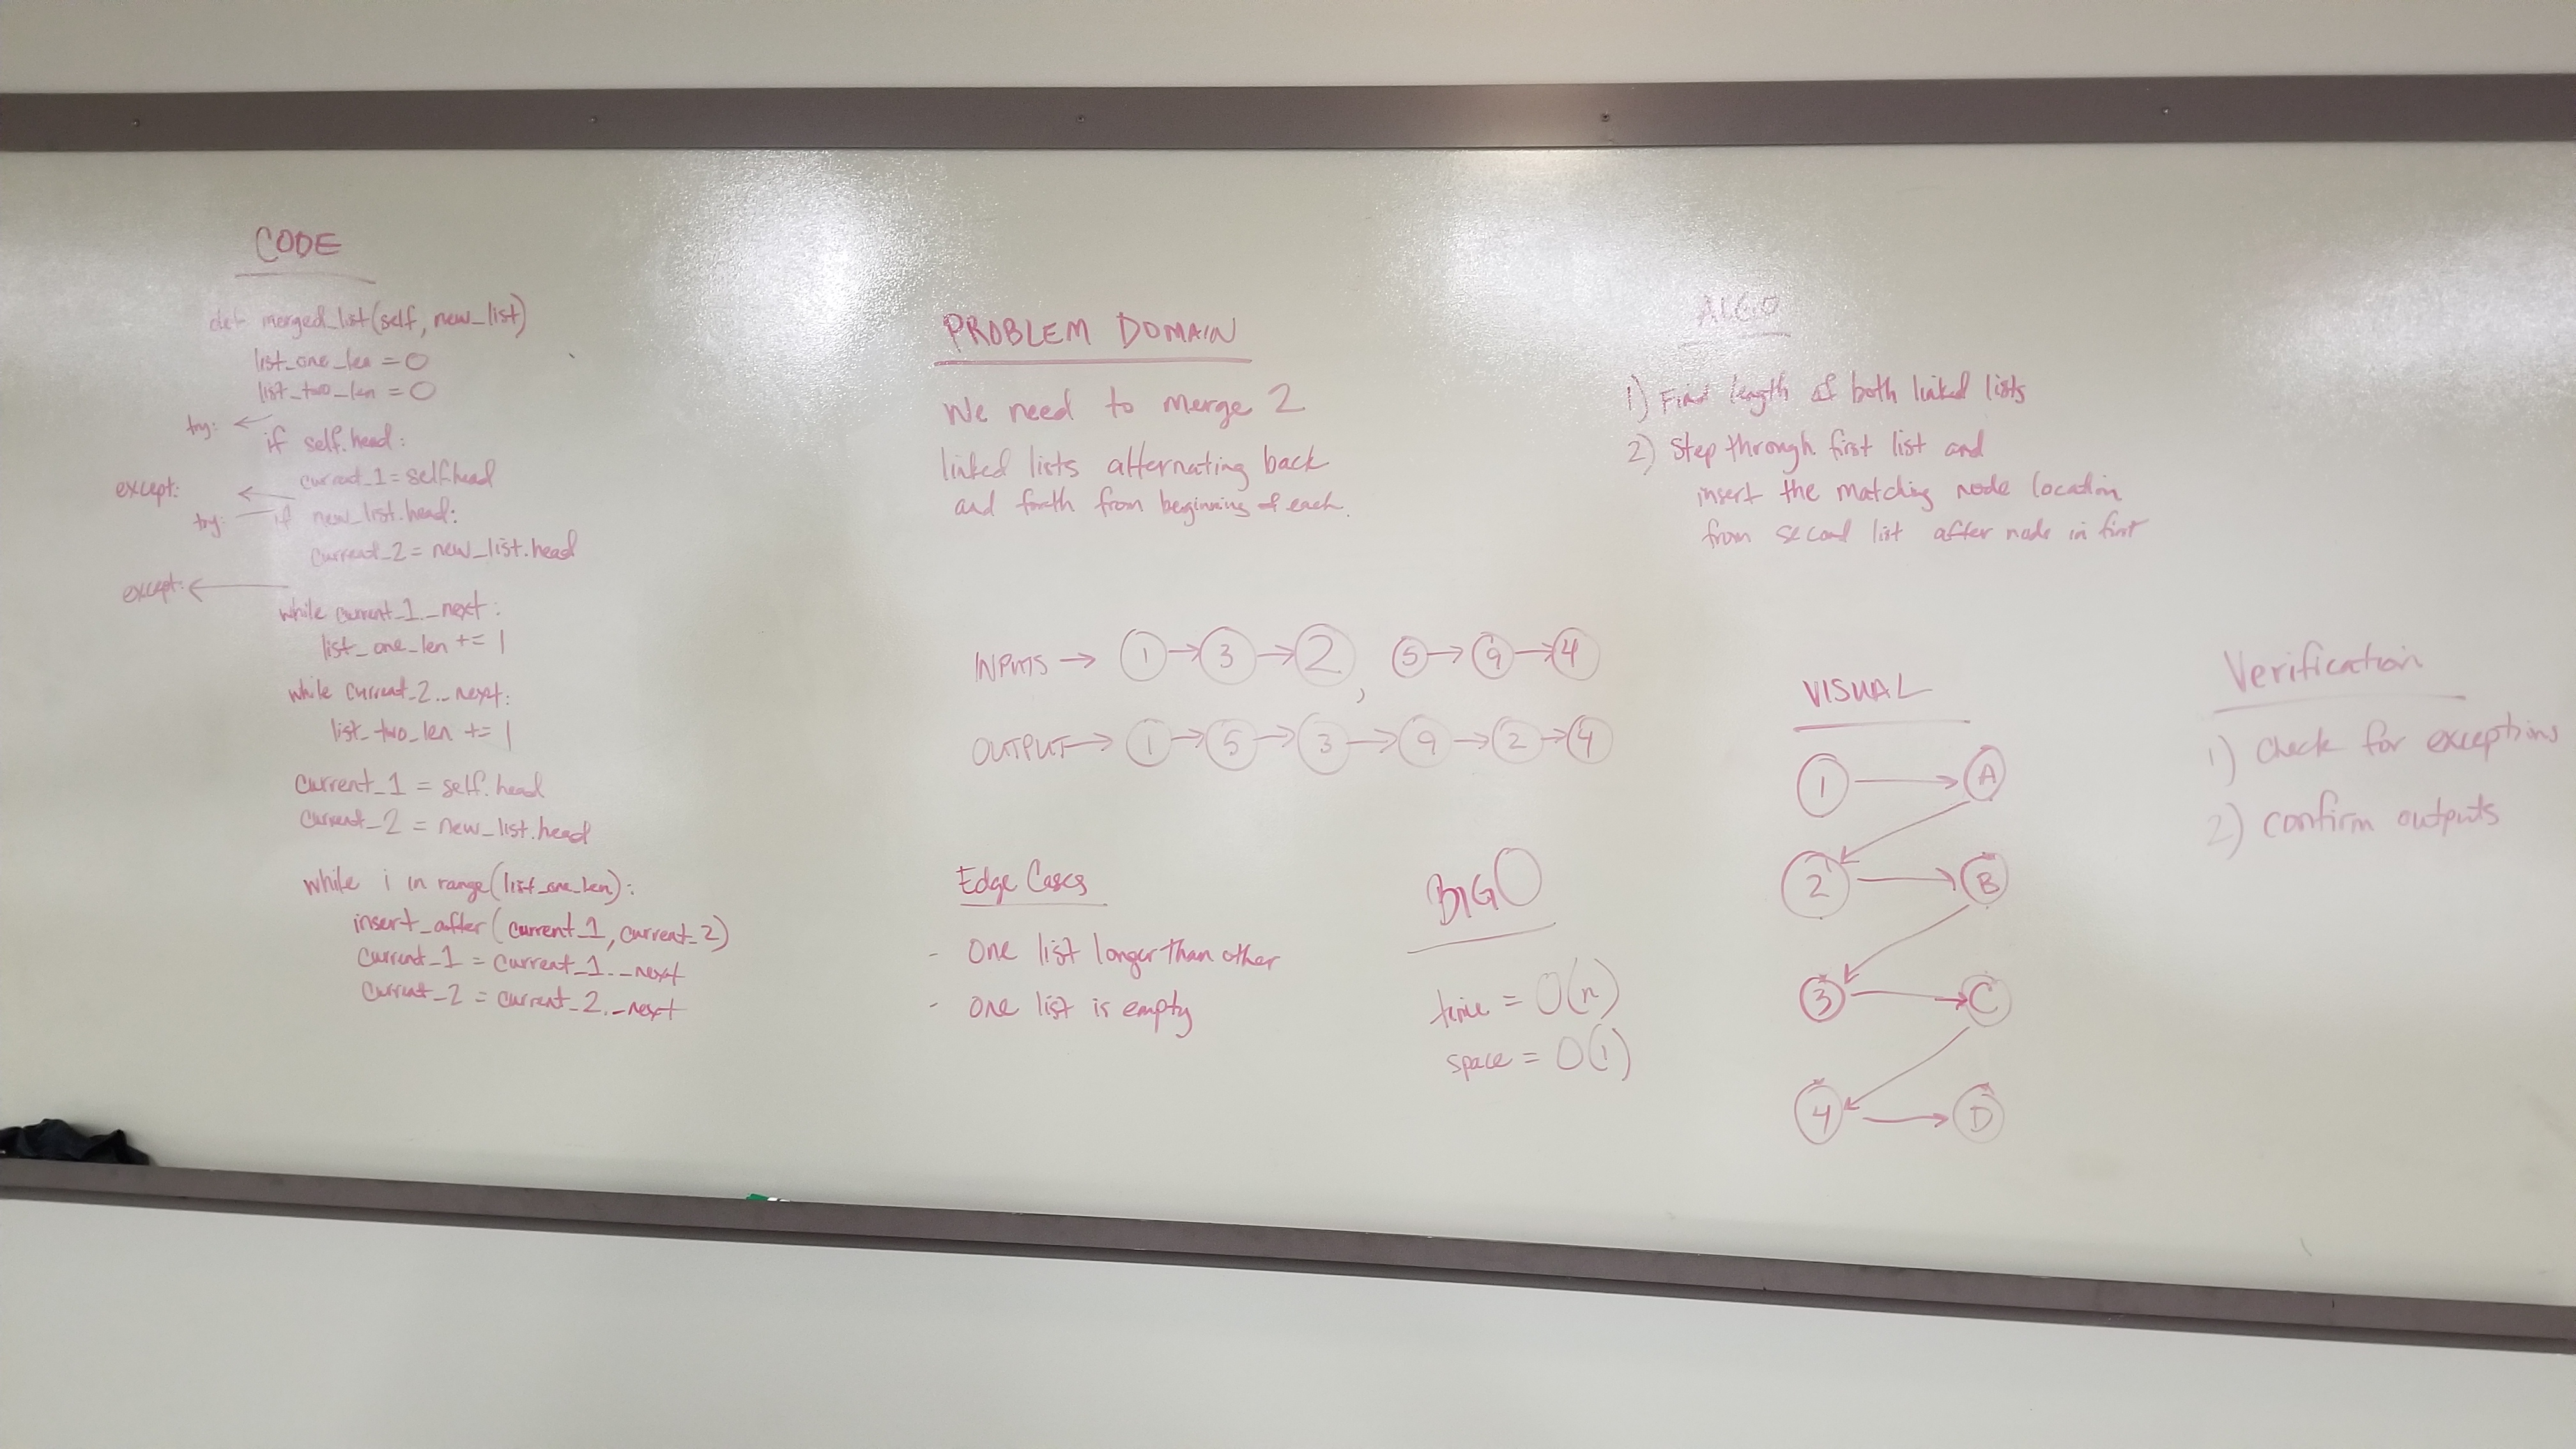 CODE
def merged_list(self, new_list)
list_one_len = 0
list_two_len = 0
try: ←
if self.head:
current_1 = self.head
except: ←
try: if new_list.head:
current_2 = new_list.head
except: ←
while current_1._next:
list_one_len += 1
while current_2._next:
list_two_len += 1
current_1 = self.head
current_2 = new_list.head
while i in range(list_one_len):
insert_after(current_1, current_2)
current_1 = current_1._next
current_2 = current_2._next
PROBLEM DOMAIN
We need to merge 2
linked lists alternating back
and forth from beginning of each.
INPUTS → 1 → 3 → 2, 5 → 9 → 4
OUTPUT → 1 → 5 → 3 → 9 → 2 → 4
Edge Cases
- One list longer than other
- One list is empty
BIG O
time = O(n)
space = O(1)
ALGO
1) Find length of both linked lists
2) Step through first list and
insert the matching node location
from second list after node in first
VISUAL
1 → A
2 → B
3 → C
4 → D
Verification
1) Check for exceptions
2) confirm outputs